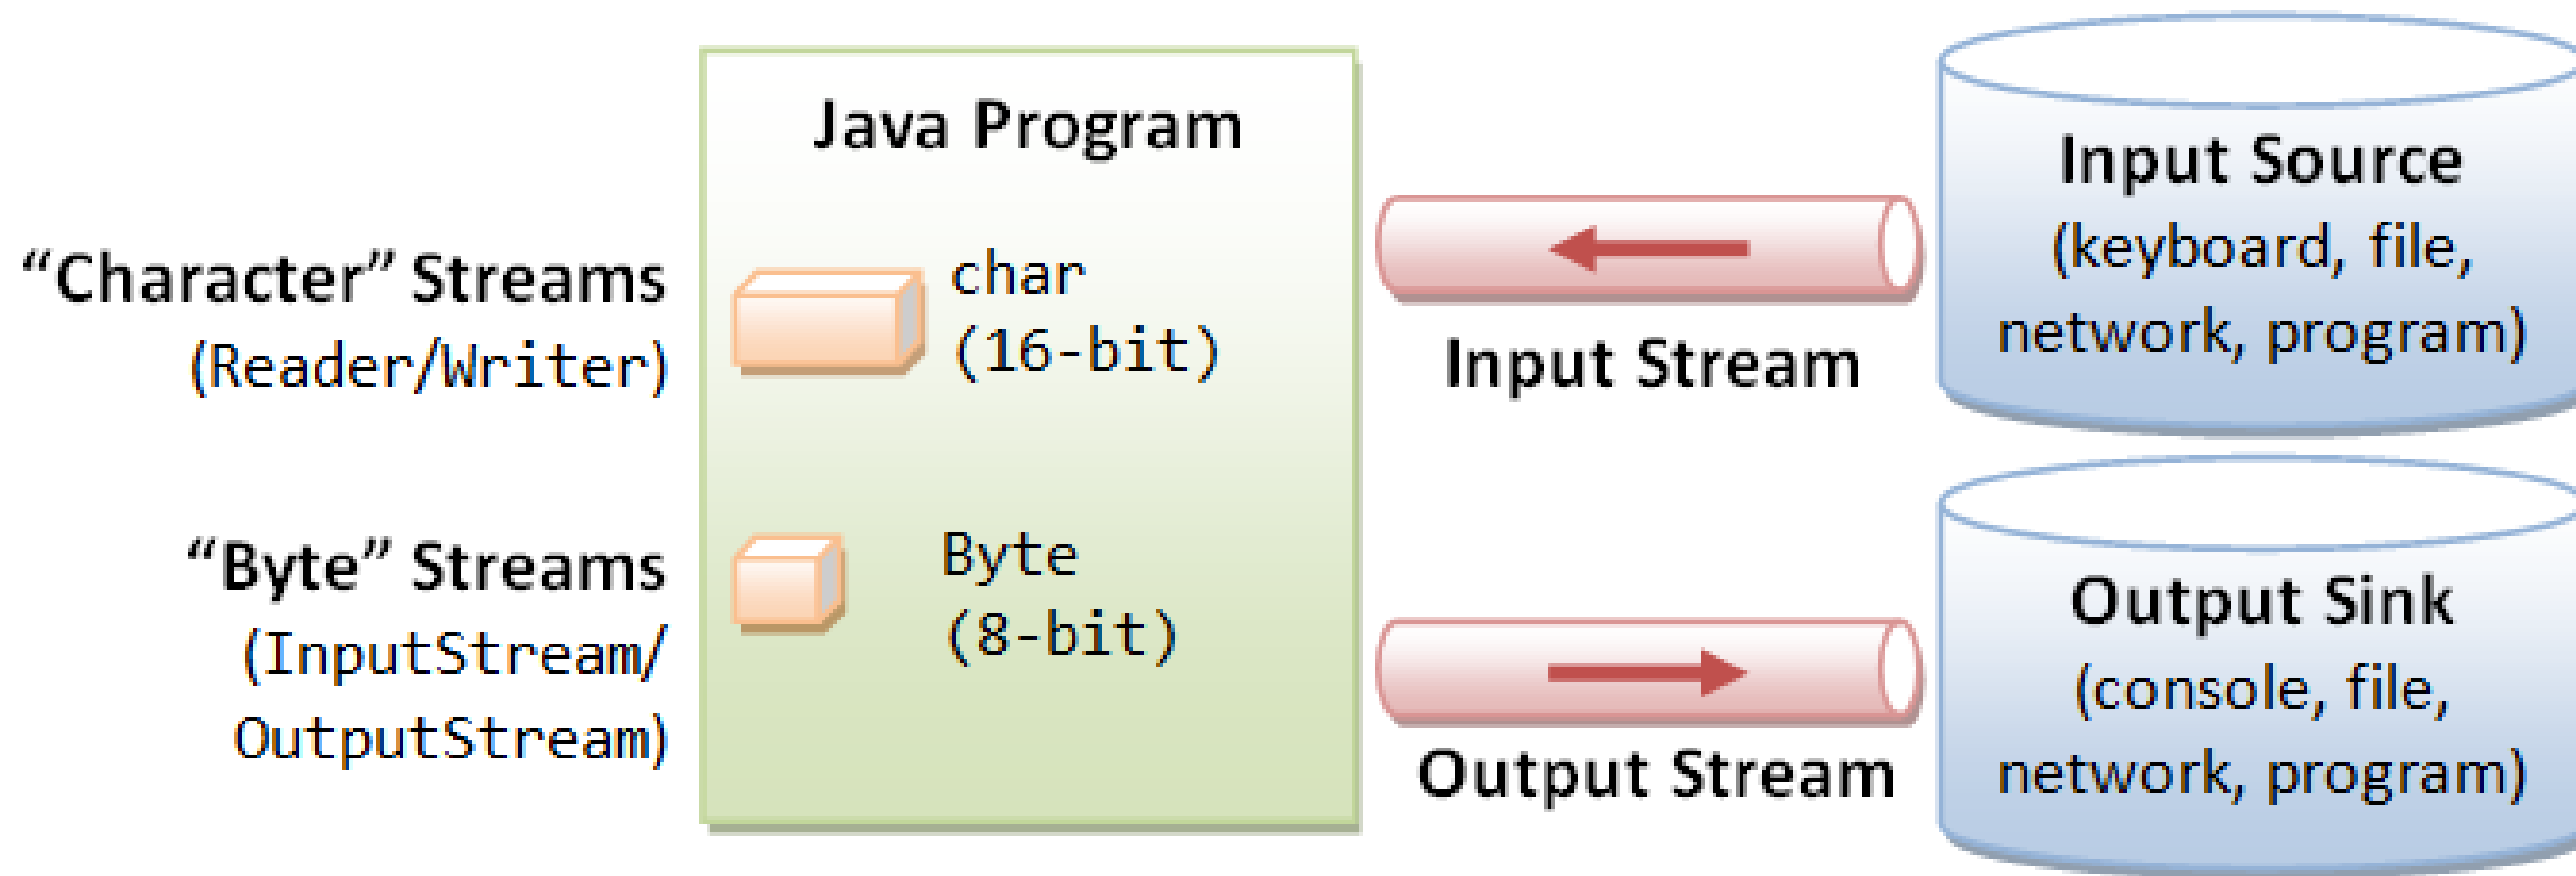 “Character” Streams
(Reader/Writer)
“Byte” Streams
(InputStream/
OutputStream)
Java Program
char
(16-bit)
Byte
(8-bit)
Input Stream
Output Stream
Input Source
(keyboard, file,
network, program)
Output Sink
(console, file,
network, program)